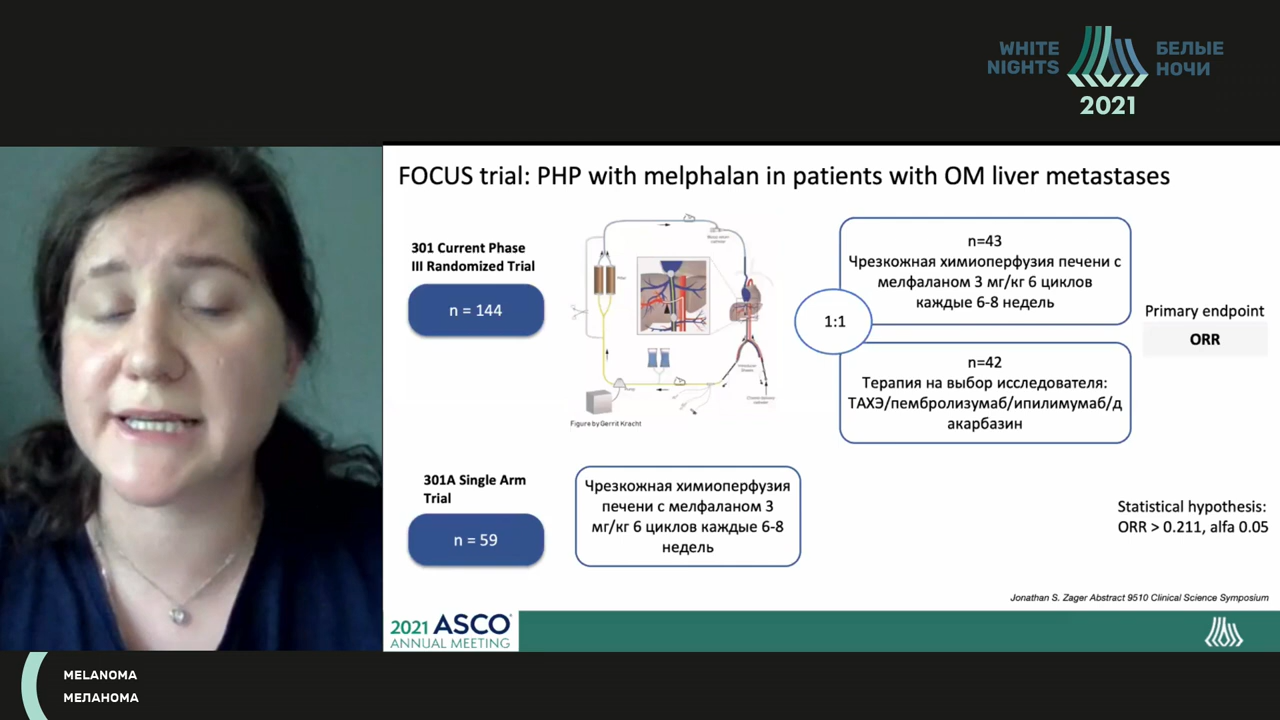 WHITE NIGHTS
БЕЛЫЕ НОЧИ
2021
FOCUS trial: PHP with melphalan in patients with OM liver metastases
301 Current Phase
III Randomized Trial
n = 144
Figure by Gerrit Kracht
1:1
n=43
Чрезкожная химиоперфузия печени с
мелфаланом 3 мг/кг 6 циклов
каждые 6-8 недель
n=42
Терапия на выбор исследователя:
ТАХЭ/пембролизумаб/ипилимумаб/д
акарбазин
Primary endpoint
ORR
301A Single Arm
Trial
n = 59
Чрезкожная химиоперфузия
печени с мелфаланом 3
мг/кг 6 циклов каждые 6-8
недель
Statistical hypothesis:
ORR > 0.211, alfa 0.05
Jonathan S. Zager Abstract 9510 Clinical Science Symposium
2021 ASCO
ANNUAL MEETING
MELANOMA
МЕЛАНОМА